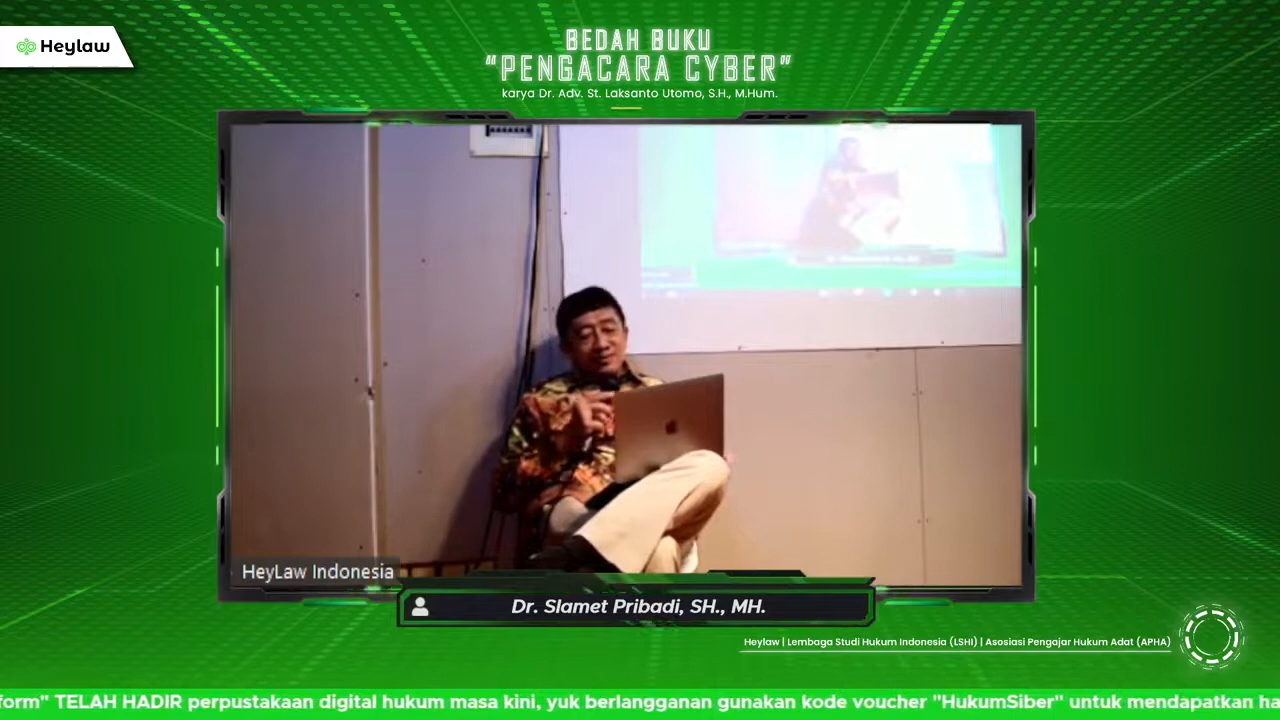 Heylaw
BEDAH BUKU
"PENGACARA CYBER"
karya Dr. Adv. St. Laksanto Utomo, S.H., M.Hum.
HeyLaw Indonesia
Dr. Slamet Pribadi, SH., MH.
Heylaw | Lembaga Studi Hukum Indonesia (LSHI) | Asosiasi Pengajar Hukum Adat (APHA)
form" TELAH HADIR perpustakaan digital hukum masa kini, yuk berlangganan gunakan kode voucher "HukumSiber" untuk mendapatkan ha